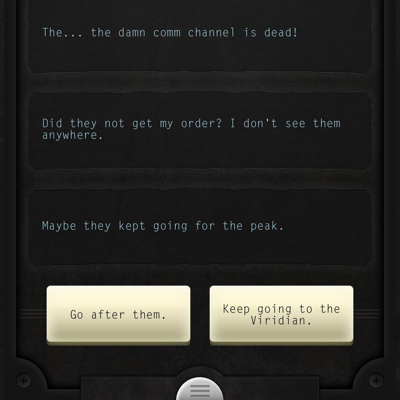 The... the damn comm channel is dead!
Did they not get my order? I don't see them
anywhere.
Maybe they kept going for the peak.
Go after them.
Keep going to the
Viridian.